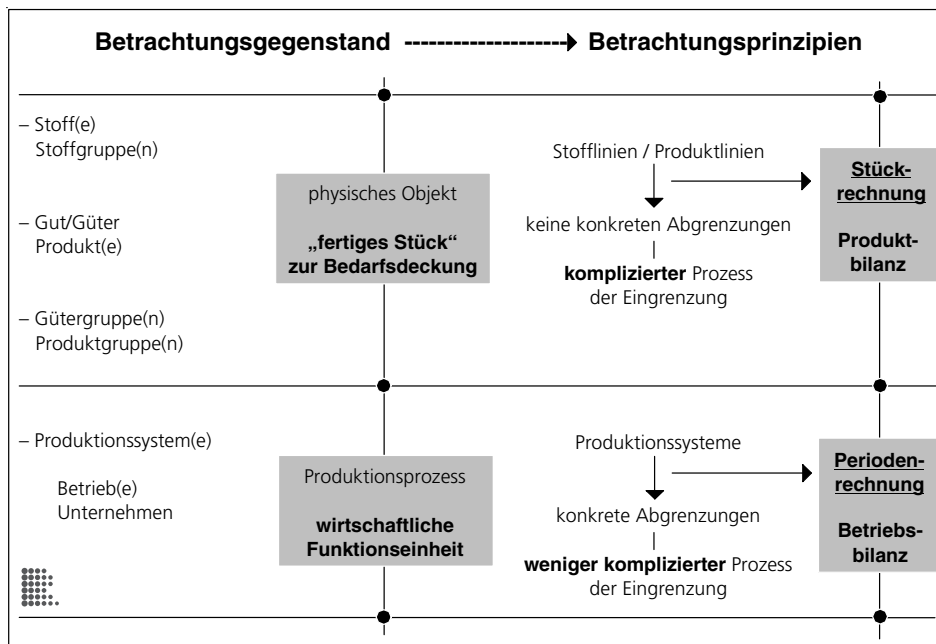 Betrachtungsgegenstand Betrachtungsprinzipien
– Stoff(e)
Stoffgruppe(n)
– Gut/Güter
Produkt(e)
– Gütergruppe(n)
Produktgruppe(n)
physisches Objekt
„fertiges Stück“
zur Bedarfsdeckung
Stofflinien / Produktlinien
keine konkreten Abgrenzungen
komplizierter Prozess
der Eingrenzung
Stück-
rechnung
Produkt-
bilanz
– Produktionssystem(e)
Betrieb(e)
Unternehmen
Produktionsprozess
wirtschaftliche
Funktionseinheit
Produktionssysteme
konkrete Abgrenzungen
weniger komplizierter Prozess
der Eingrenzung
Perioden-
rechnung
Betriebs-
bilanz